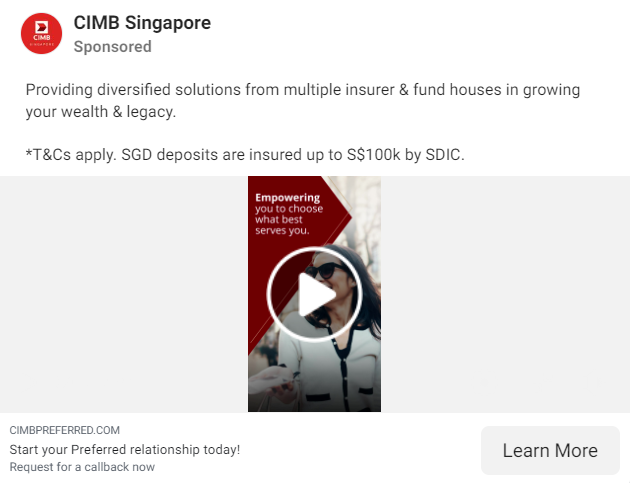 CIMB Singapore
CIMB
SINGAPORE
Sponsored
Providing diversified solutions from multiple insurer & fund houses in growing
your wealth & legacy.
*T&Cs apply. SGD deposits are insured up to S$100k by SDIC.
Empowering
you to choose
what best
serves you.
CIMBPREFERRED.COM
Start your Preferred relationship today!
Request for a callback now
Learn More